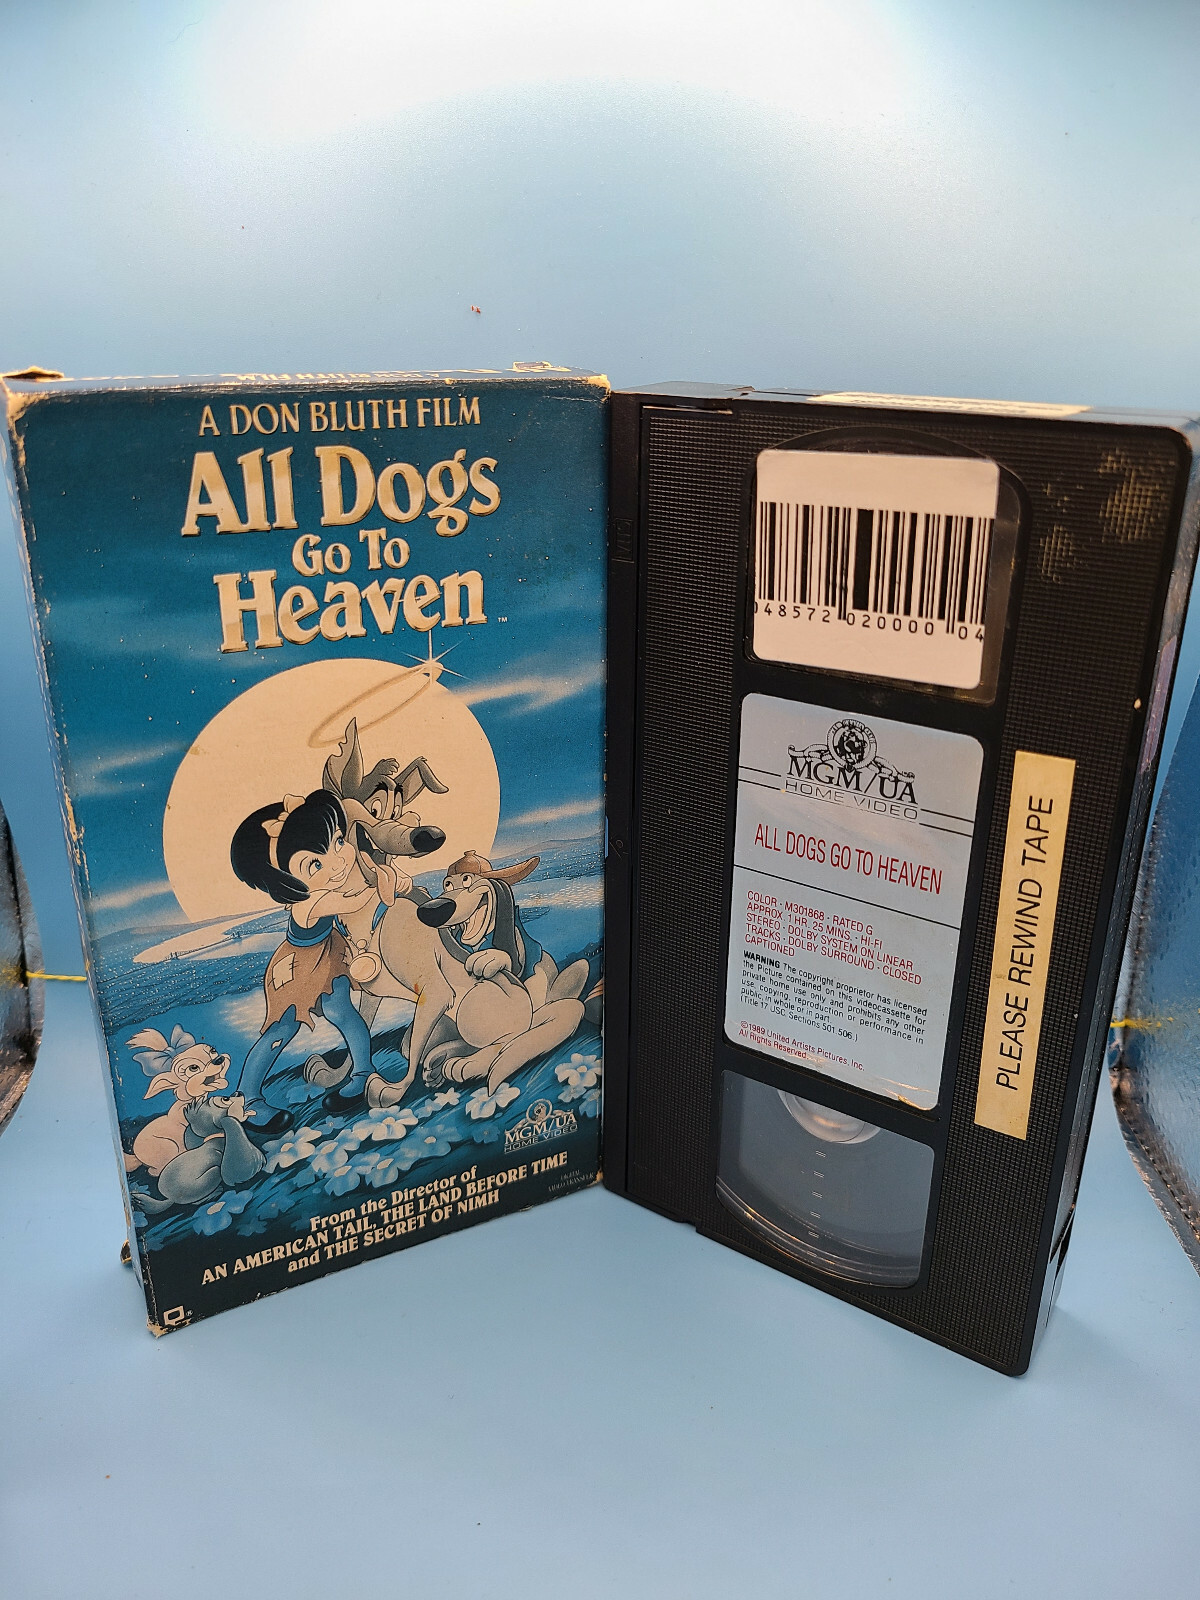 A DON BLUTH FILM
All Dogs
Go To
Heaven
TM
MGM/UA
HOME VIDEO
DIGITAL
VIDEO TRANSFER
From the Director of
AN AMERICAN TAIL, THE LAND BEFORE TIME
and THE SECRET OF NIMH
048572 020000 04
MGM/UA
HOME VIDEO
ALL DOGS GO TO HEAVEN
COLOR · M301868 · RATED G
APPROX. 1 HR. 25 MINS. · HI-FI
STEREO · DOLBY SYSTEM ON LINEAR
TRACKS · DOLBY SURROUND · CLOSED
CAPTIONED
WARNING The copyright proprietor has licensed
the Picture contained on this videocassette for
private home use only and prohibits any other
use, copying, reproduction or performance in
public, in whole or in part.
(Title 17 USC Sections 501 506.)
©1989 United Artists Pictures, Inc.
All Rights Reserved
PLEASE REWIND TAPE